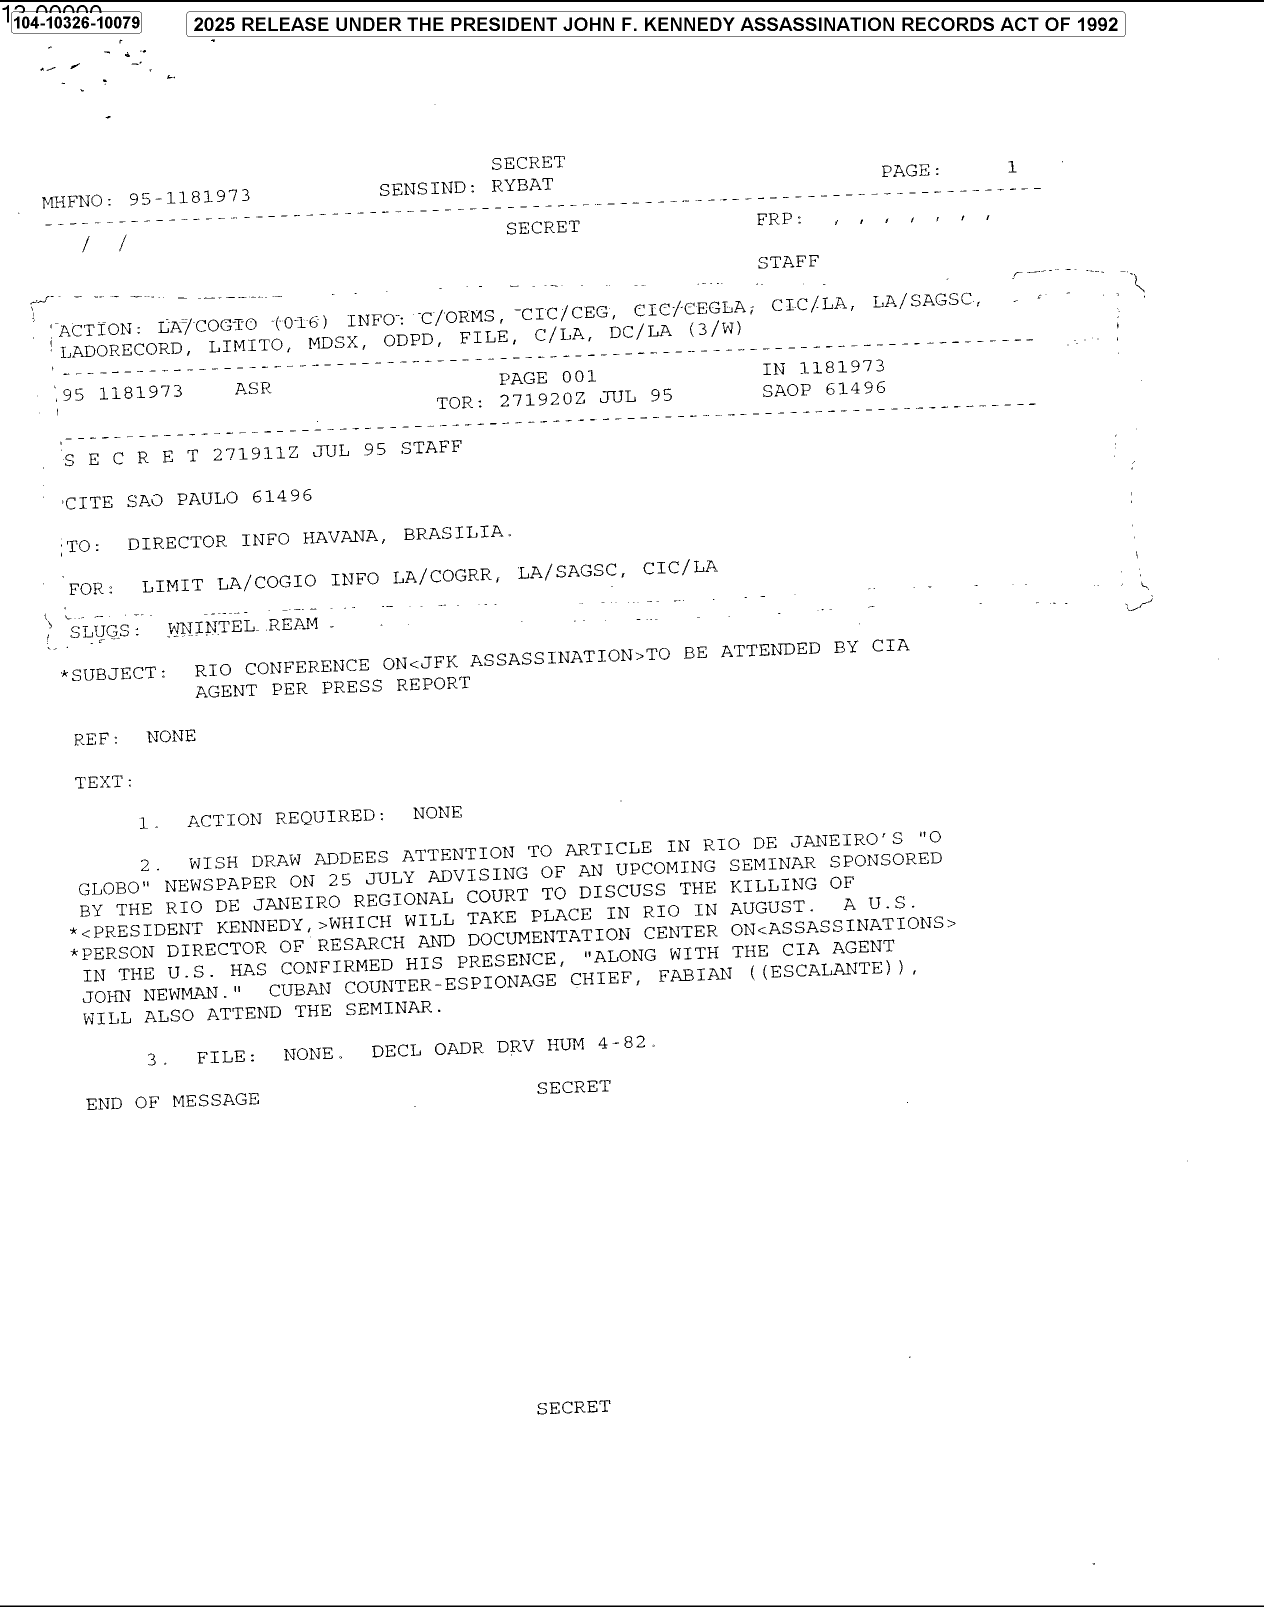 13-00000
104-10326-10079
2025 RELEASE UNDER THE PRESIDENT JOHN F. KENNEDY ASSASSINATION RECORDS ACT OF 1992
SECRET
MHFNO: 95-1181973 SENSIND: RYBAT PAGE: 1
SECRET FRP: , , , , , , ,
/ /
STAFF
ACTION: LA/COGIO (016) INFO: C/ORMS, CIC/CEG, CIC/CEGLA, CIC/LA, LA/SAGSC,
LADORECORD, LIMITO, MDSX, ODPD, FILE, C/LA, DC/LA (3/W)
95 1181973 ASR PAGE 001 IN 1181973
TOR: 271920Z JUL 95 SAOP 61496
S E C R E T 271911Z JUL 95 STAFF
CITE SAO PAULO 61496
TO: DIRECTOR INFO HAVANA, BRASILIA.
FOR: LIMIT LA/COGIO INFO LA/COGRR, LA/SAGSC, CIC/LA
SLUGS: WNINTEL REAM
*SUBJECT: RIO CONFERENCE ON<JFK ASSASSINATION>TO BE ATTENDED BY CIA
AGENT PER PRESS REPORT
REF: NONE
TEXT:
1. ACTION REQUIRED: NONE
2. WISH DRAW ADDEES ATTENTION TO ARTICLE IN RIO DE JANEIRO'S "O
GLOBO" NEWSPAPER ON 25 JULY ADVISING OF AN UPCOMING SEMINAR SPONSORED
BY THE RIO DE JANEIRO REGIONAL COURT TO DISCUSS THE KILLING OF
*<PRESIDENT KENNEDY,>WHICH WILL TAKE PLACE IN RIO IN AUGUST. A U.S.
*PERSON DIRECTOR OF RESARCH AND DOCUMENTATION CENTER ON<ASSASSINATIONS>
IN THE U.S. HAS CONFIRMED HIS PRESENCE, "ALONG WITH THE CIA AGENT
JOHN NEWMAN." CUBAN COUNTER-ESPIONAGE CHIEF, FABIAN ((ESCALANTE)),
WILL ALSO ATTEND THE SEMINAR.
3. FILE: NONE. DECL OADR DRV HUM 4-82.
END OF MESSAGE SECRET
SECRET